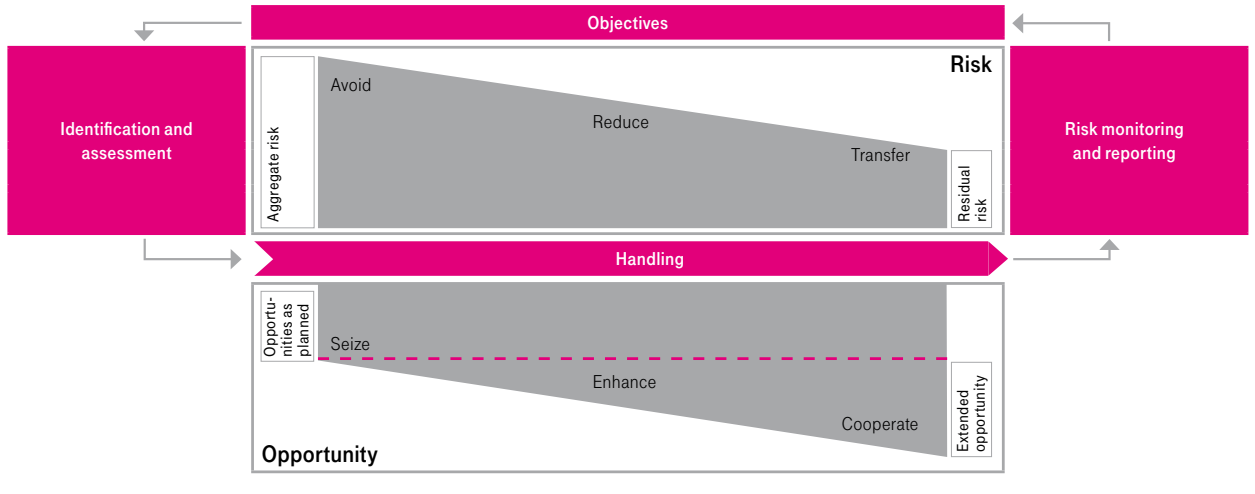 Objectives
Identification and
assessment
Risk
Aggregate risk
Avoid
Reduce
Transfer
Residual
risk
Risk monitoring
and reporting
Handling
Opportu-
nities as
planned
Seize
Enhance
Cooperate
Extended
opportunity
Opportunity